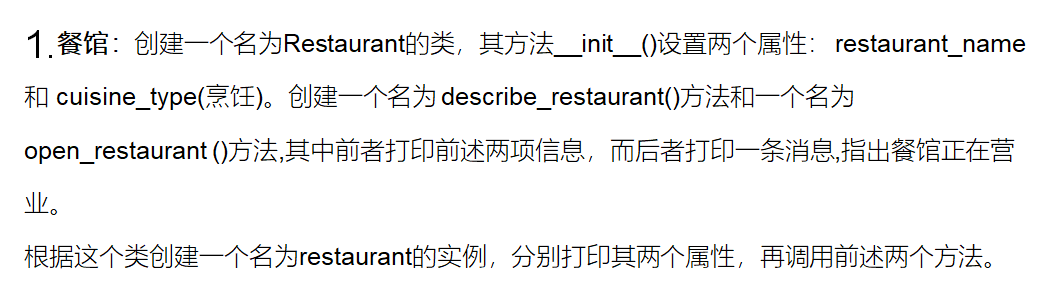 1.餐馆：创建一个名为Restaurant的类，其方法__init__()设置两个属性： restaurant_name
和 cuisine_type(烹饪)。创建一个名为 describe_restaurant()方法和一个名为
open_restaurant ()方法,其中前者打印前述两项信息，而后者打印一条消息,指出餐馆正在营
业。
根据这个类创建一个名为restaurant的实例，分别打印其两个属性，再调用前述两个方法。